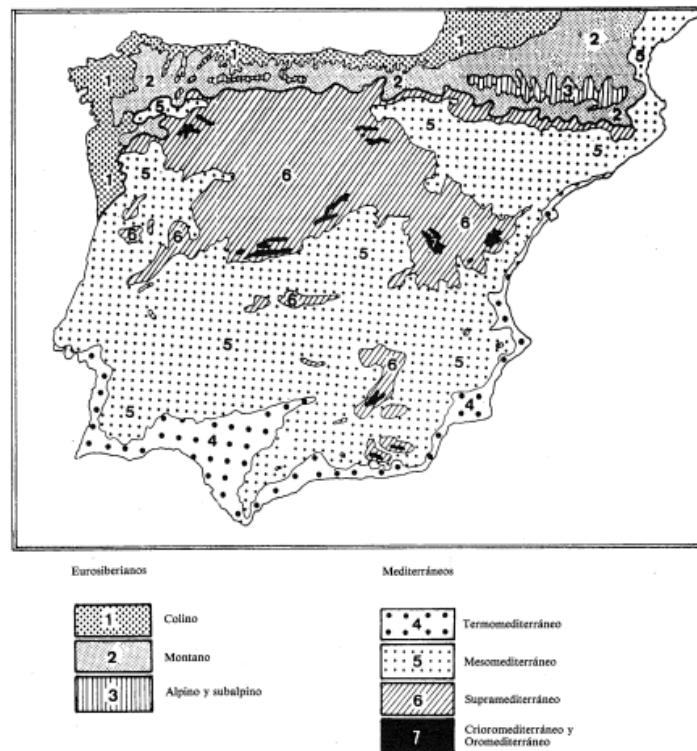 1
1
2
2
1
2
3
5
1
5
2
5
5
1
5
6
6
6
6
5
6
5
5
6
4
5
4
Eurosiberianos
Mediterráneos
1 Colino
4 Termomediterráneo
2 Montano
5 Mesomediterráneo
3 Alpino y subalpino
6 Supramediterráneo
7 Crioromediterráneo y
Oromediterráneo